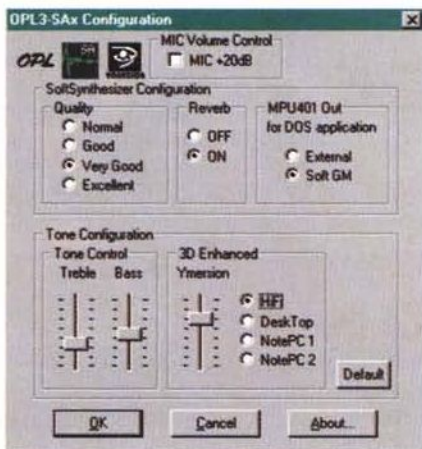 OPL3-SAx Configuration
OPL
SA
MIC Volume Control
MIC +20dB
SoftSynthesizer Configuration
Quality
Normal
Good
Very Good
Excellent
Reverb
OFF
ON
MPU401 Out
for DOS application
External
Soft GM
Tone Configuration
Tone Control
Treble Bass
3D Enhanced
Ymersion
HiFi
DeskTop
NotePC 1
NotePC 2
Default
OK
Cancel
About...